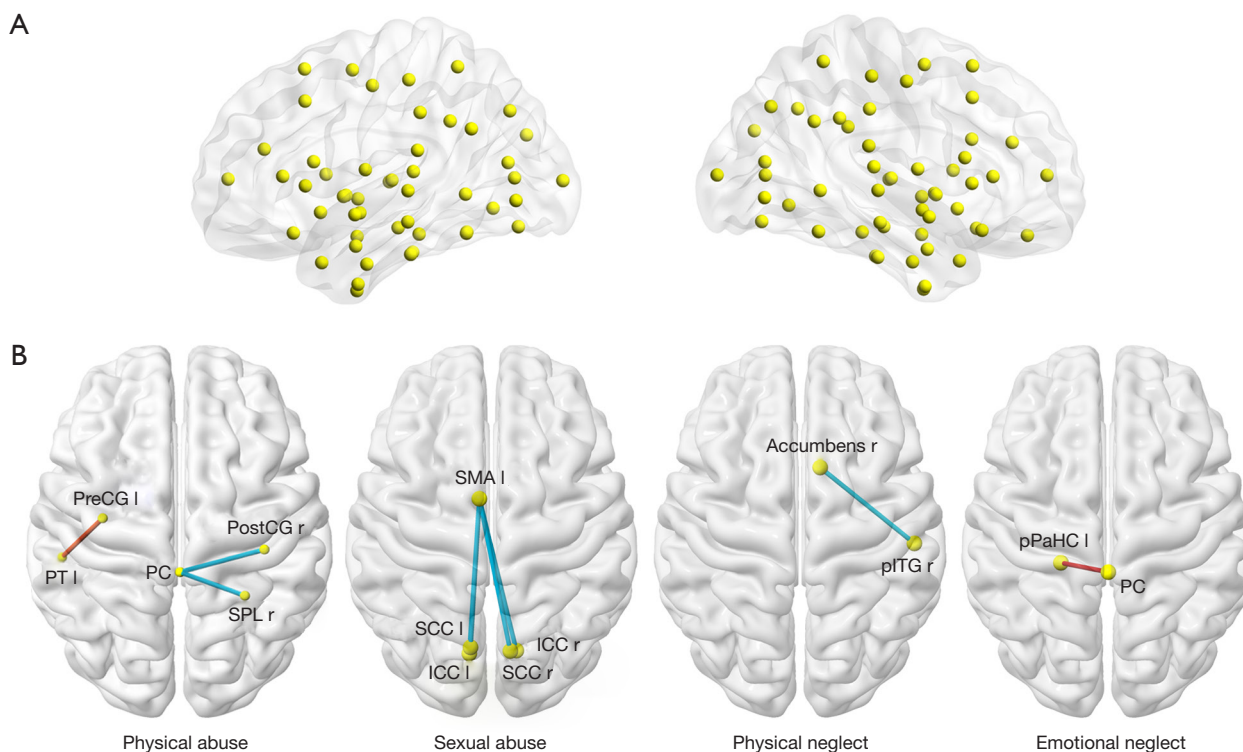 A
B
PreCG l
PT l
PC
PostCG r
SPL r
SMA l
SCC l
ICC l
ICC r
SCC r
Accumbens r
pITG r
pPaHC l
PC
Physical abuse
Sexual abuse
Physical neglect
Emotional neglect